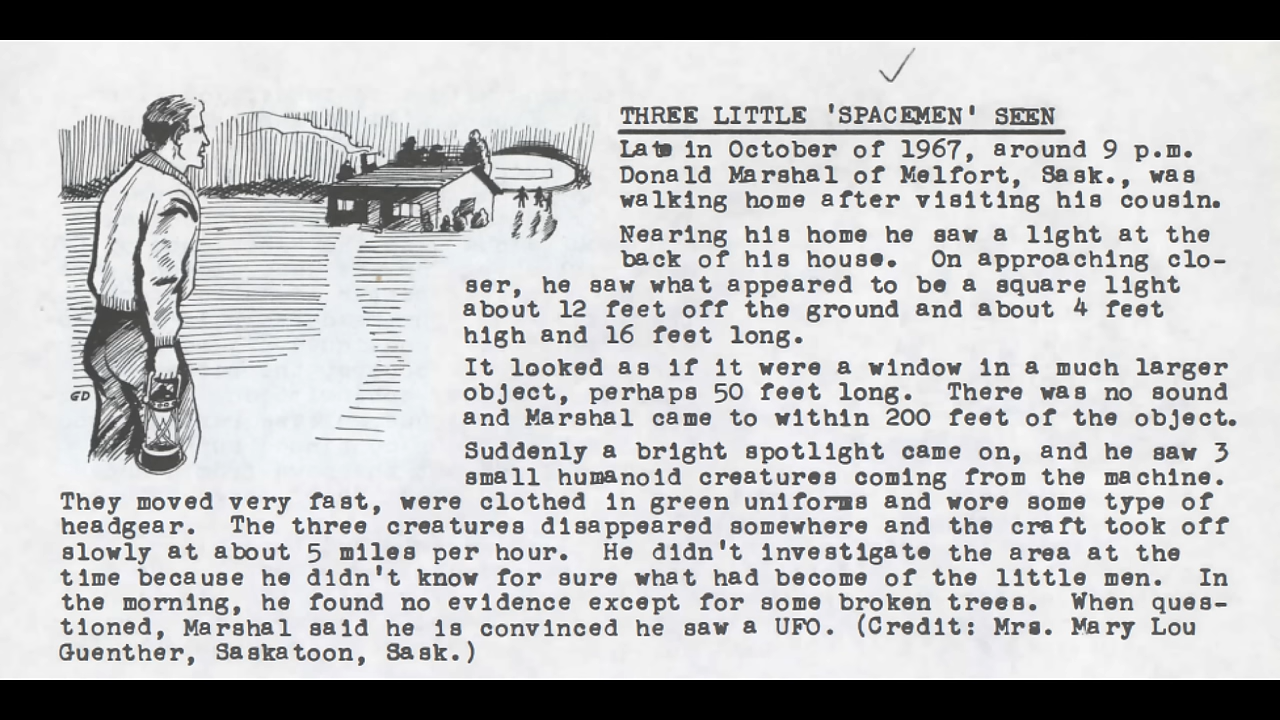 THREE LITTLE 'SPACEMEN' SEEN
Late in October of 1967, around 9 p.m.
Donald Marshal of Melfort, Sask., was
walking home after visiting his cousin.
Nearing his home he saw a light at the
back of his house. On approaching clo-
ser, he saw what appeared to be a square light
about 12 feet off the ground and about 4 feet
high and 16 feet long.
It looked as if it were a window in a much larger
object, perhaps 50 feet long. There was no sound
and Marshal came to within 200 feet of the object.
GD
Suddenly a bright spotlight came on, and he saw 3
small humanoid creatures coming from the machine.
They moved very fast, were clothed in green uniforms and wore some type of
headgear. The three creatures disappeared somewhere and the craft took off
slowly at about 5 miles per hour. He didn't investigate the area at the
time because he didn't know for sure what had become of the little men. In
the morning, he found no evidence except for some broken trees. When ques-
tioned, Marshal said he is convinced he saw a UFO. (Credit: Mrs. Mary Lou
Guenther, Saskatoon, Sask.)